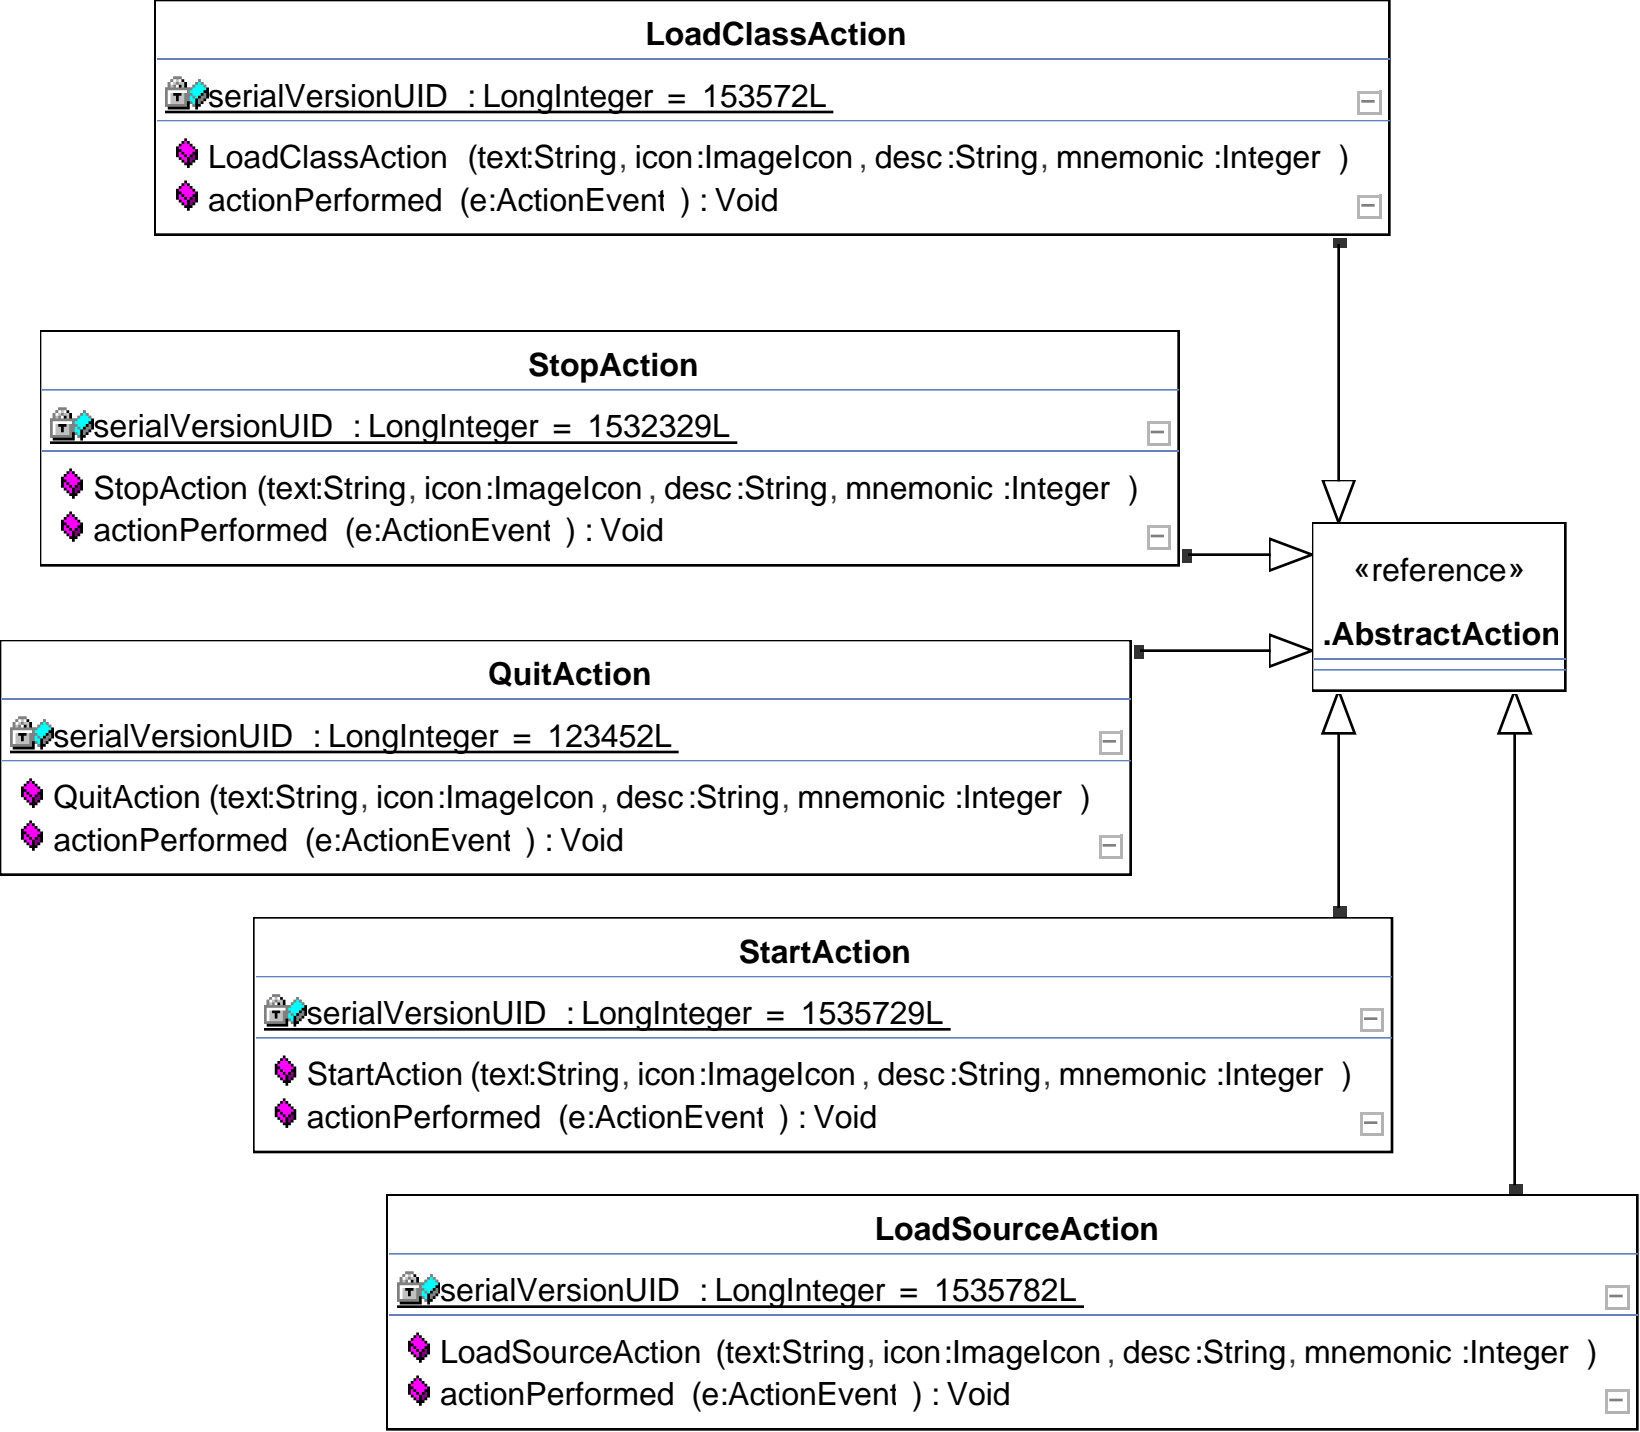 LoadClassAction
serialVersionUID : LongInteger = 153572L
LoadClassAction (text:String, icon:ImageIcon, desc:String, mnemonic:Integer )
actionPerformed (e:ActionEvent ) : Void
StopAction
serialVersionUID : LongInteger = 1532329L
StopAction (text:String, icon:ImageIcon, desc:String, mnemonic:Integer )
actionPerformed (e:ActionEvent ) : Void
«reference»
.AbstractAction
QuitAction
serialVersionUID : LongInteger = 123452L
QuitAction (text:String, icon:ImageIcon, desc:String, mnemonic:Integer )
actionPerformed (e:ActionEvent ) : Void
StartAction
serialVersionUID : LongInteger = 1535729L
StartAction (text:String, icon:ImageIcon, desc:String, mnemonic:Integer )
actionPerformed (e:ActionEvent ) : Void
LoadSourceAction
serialVersionUID : LongInteger = 1535782L
LoadSourceAction (text:String, icon:ImageIcon, desc:String, mnemonic:Integer )
actionPerformed (e:ActionEvent ) : Void